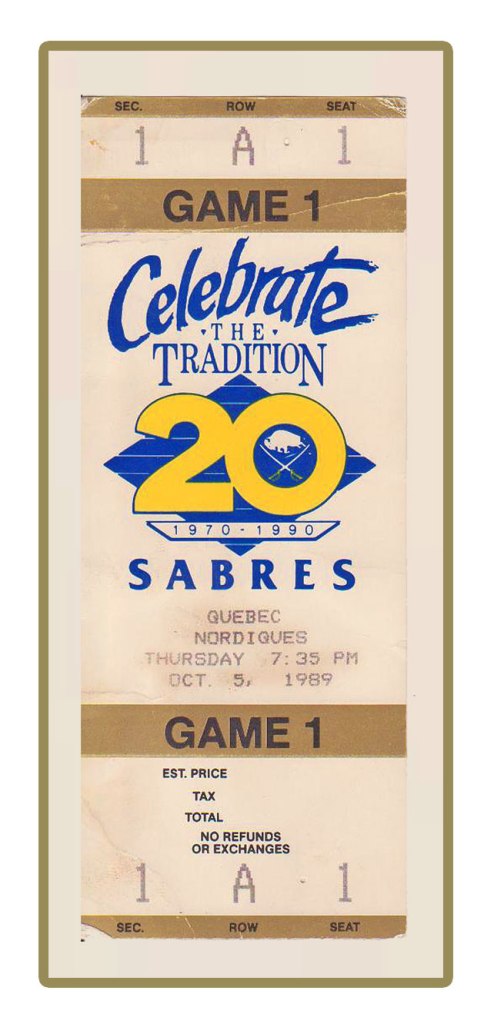 SEC. ROW SEAT
1 A 1
GAME 1
Celebrate
• THE •
TRADITION
20
1970-1990
SABRES
QUEBEC
NORDIQUES
THURSDAY 7:35 PM
OCT. 5, 1989
GAME 1
EST. PRICE
TAX
TOTAL
NO REFUNDS
OR EXCHANGES
1 A 1
SEC. ROW SEAT